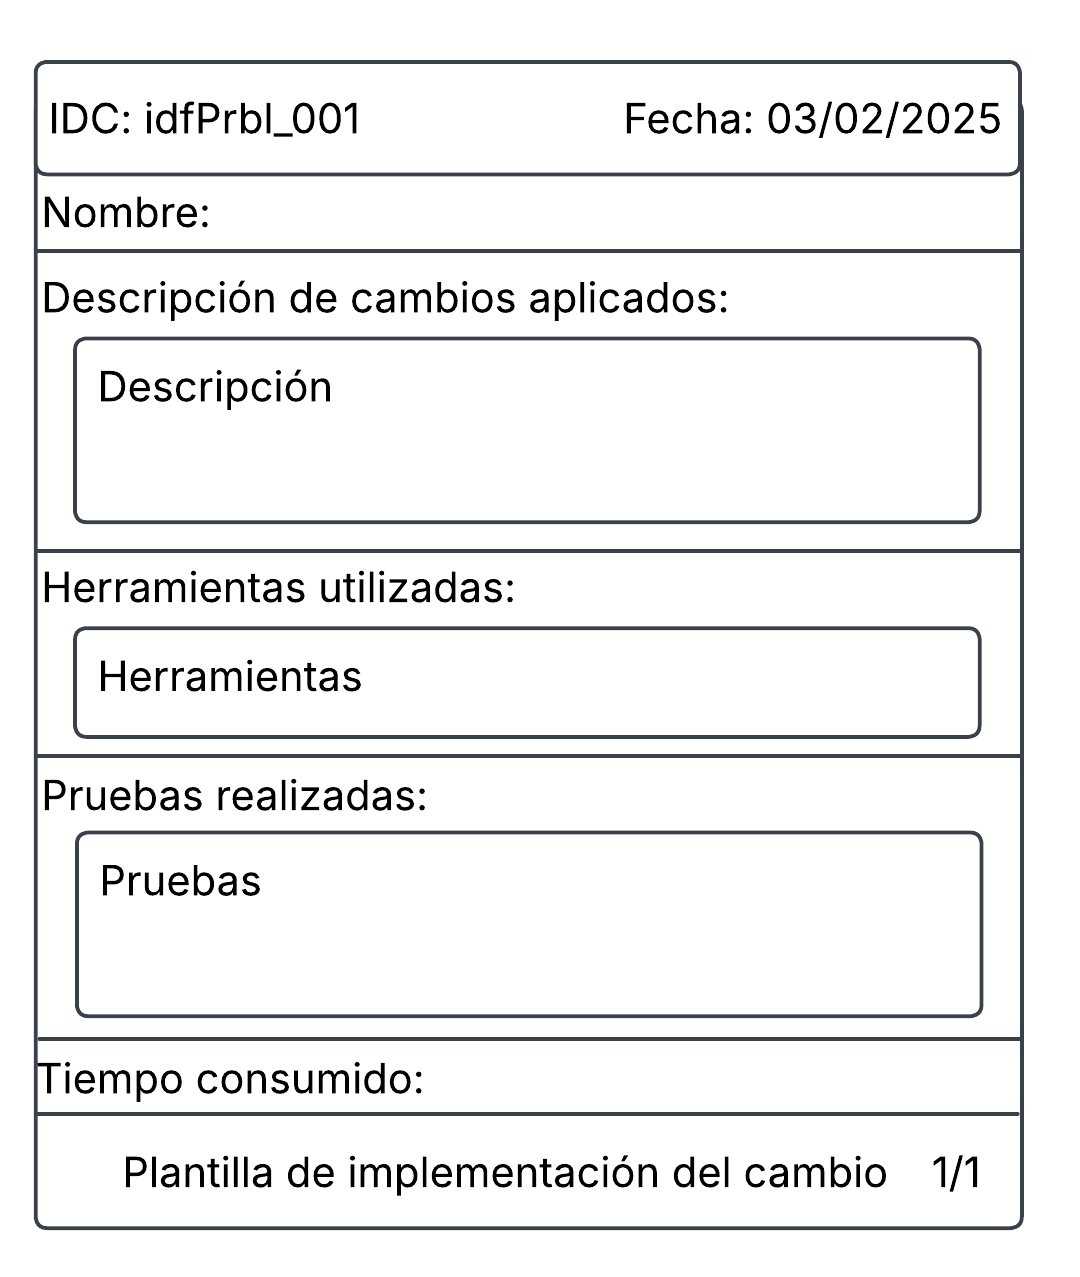 IDC: idfPrbl_001 Fecha: 03/02/2025
Nombre:
Descripción de cambios aplicados:
Descripción
Herramientas utilizadas:
Herramientas
Pruebas realizadas:
Pruebas
Tiempo consumido:
Plantilla de implementación del cambio 1/1